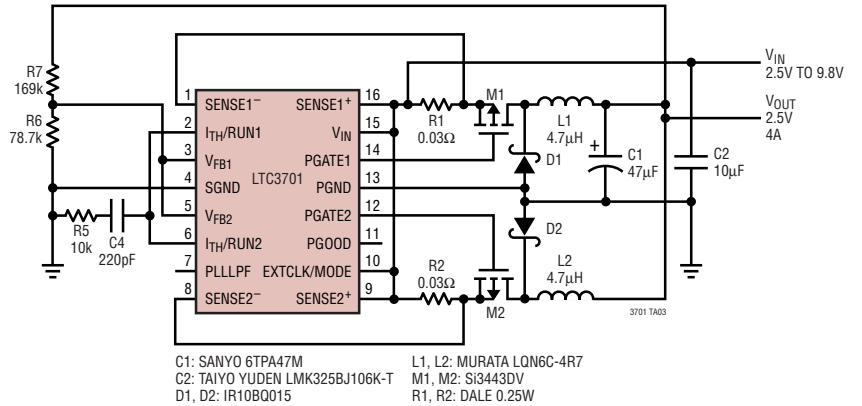 R7
169k
R6
78.7k
R5
10k
C4
220pF
1
2
3
4
5
6
7
8
SENSE1–
ITH/RUN1
VFB1
SGND
VFB2
ITH/RUN2
PLLLPF
SENSE2–
LTC3701
SENSE1+
VIN
PGATE1
PGND
PGATE2
PGOOD
EXTCLK/MODE
SENSE2+
16
15
14
13
12
11
10
9
R1
0.03Ω
M1
L1
4.7µH
D1
+
C1
47µF
C2
10µF
VIN
2.5V TO 9.8V
VOUT
2.5V
4A
D2
R2
0.03Ω
M2
L2
4.7µH
3701 TA03
C1: SANYO 6TPA47M
C2: TAIYO YUDEN LMK325BJ106K-T
D1, D2: IR10BQ015
L1, L2: MURATA LQN6C-4R7
M1, M2: Si3443DV
R1, R2: DALE 0.25W